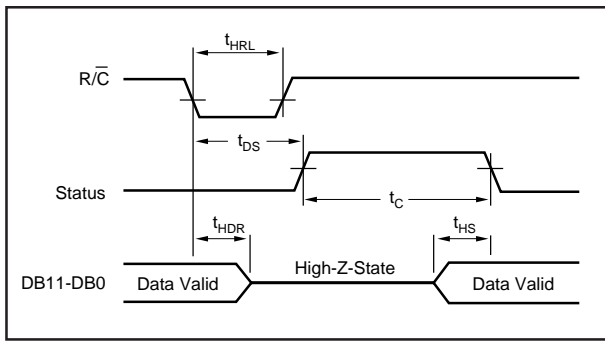 tHRL
R/C̅
tDS
Status
tC
tHDR
tHS
High-Z-State
DB11-DB0
Data Valid
Data Valid